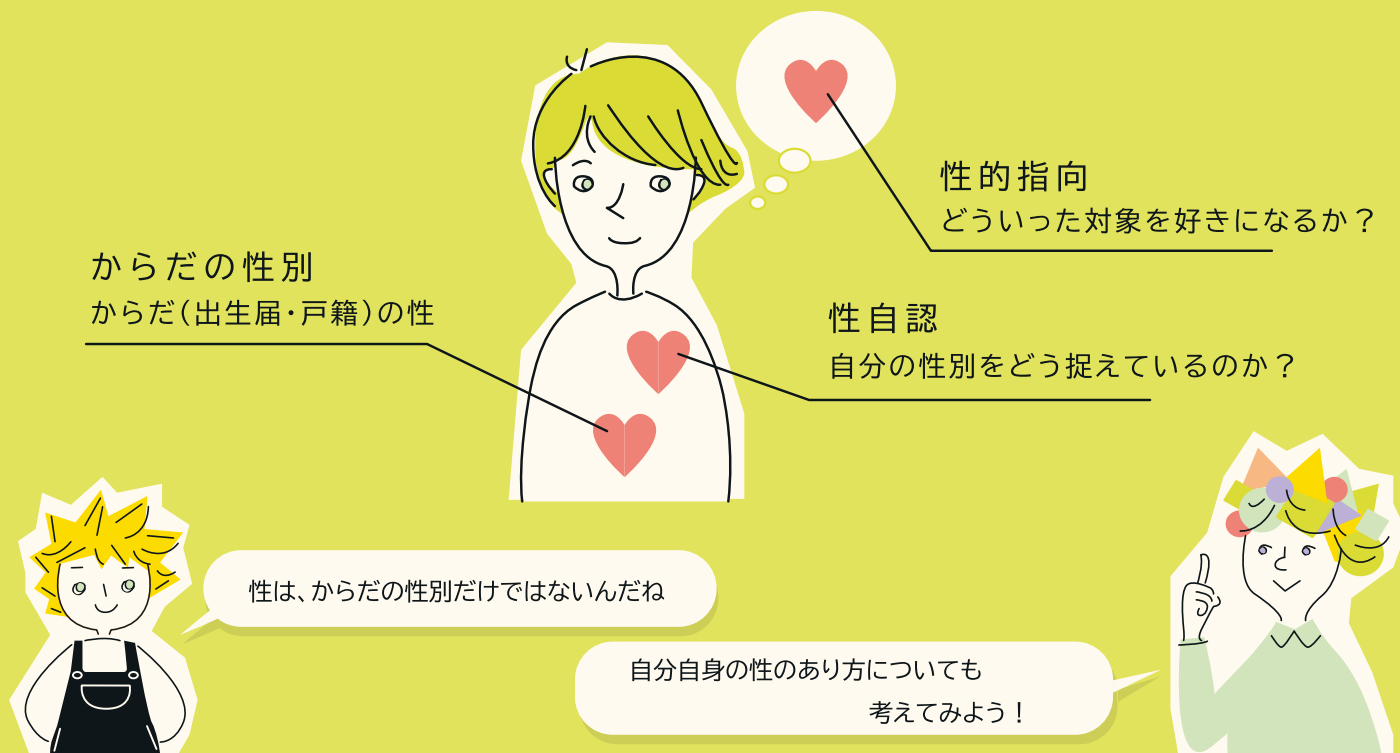 性的指向
どういった対象を好きになるか？
からだの性別
からだ(出生届・戸籍)の性
性自認
自分の性別をどう捉えているのか？
性は、からだの性別だけではないんだね
自分自身の性のあり方についても
考えてみよう！